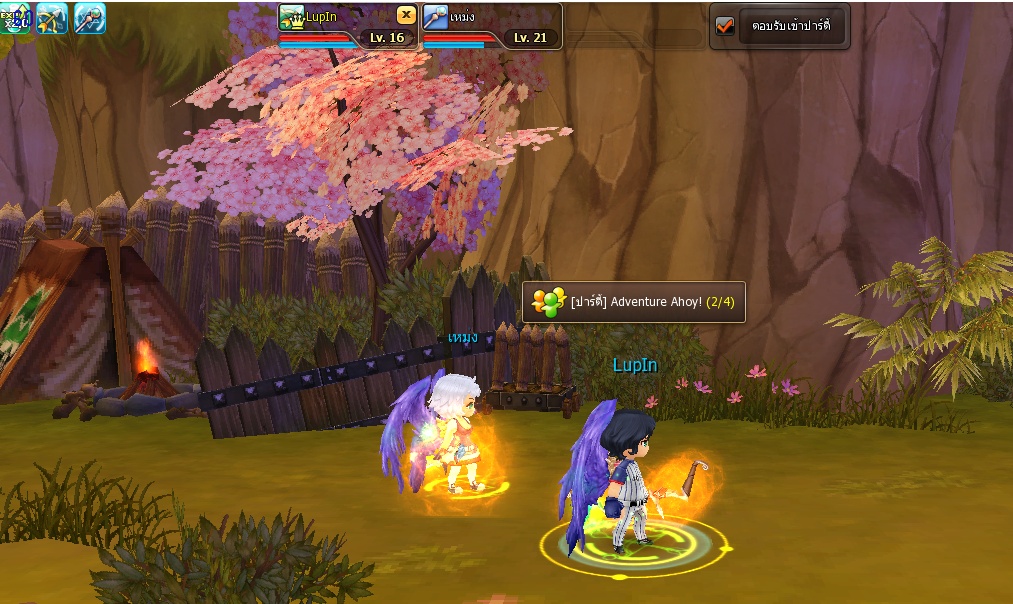 LupIn
Lv. 16
เหม่ง
Lv. 21
ตอบรับเข้าปาร์ตี้
[ปาร์ตี้] Adventure Ahoy! (2/4)
เหม่ง
LupIn